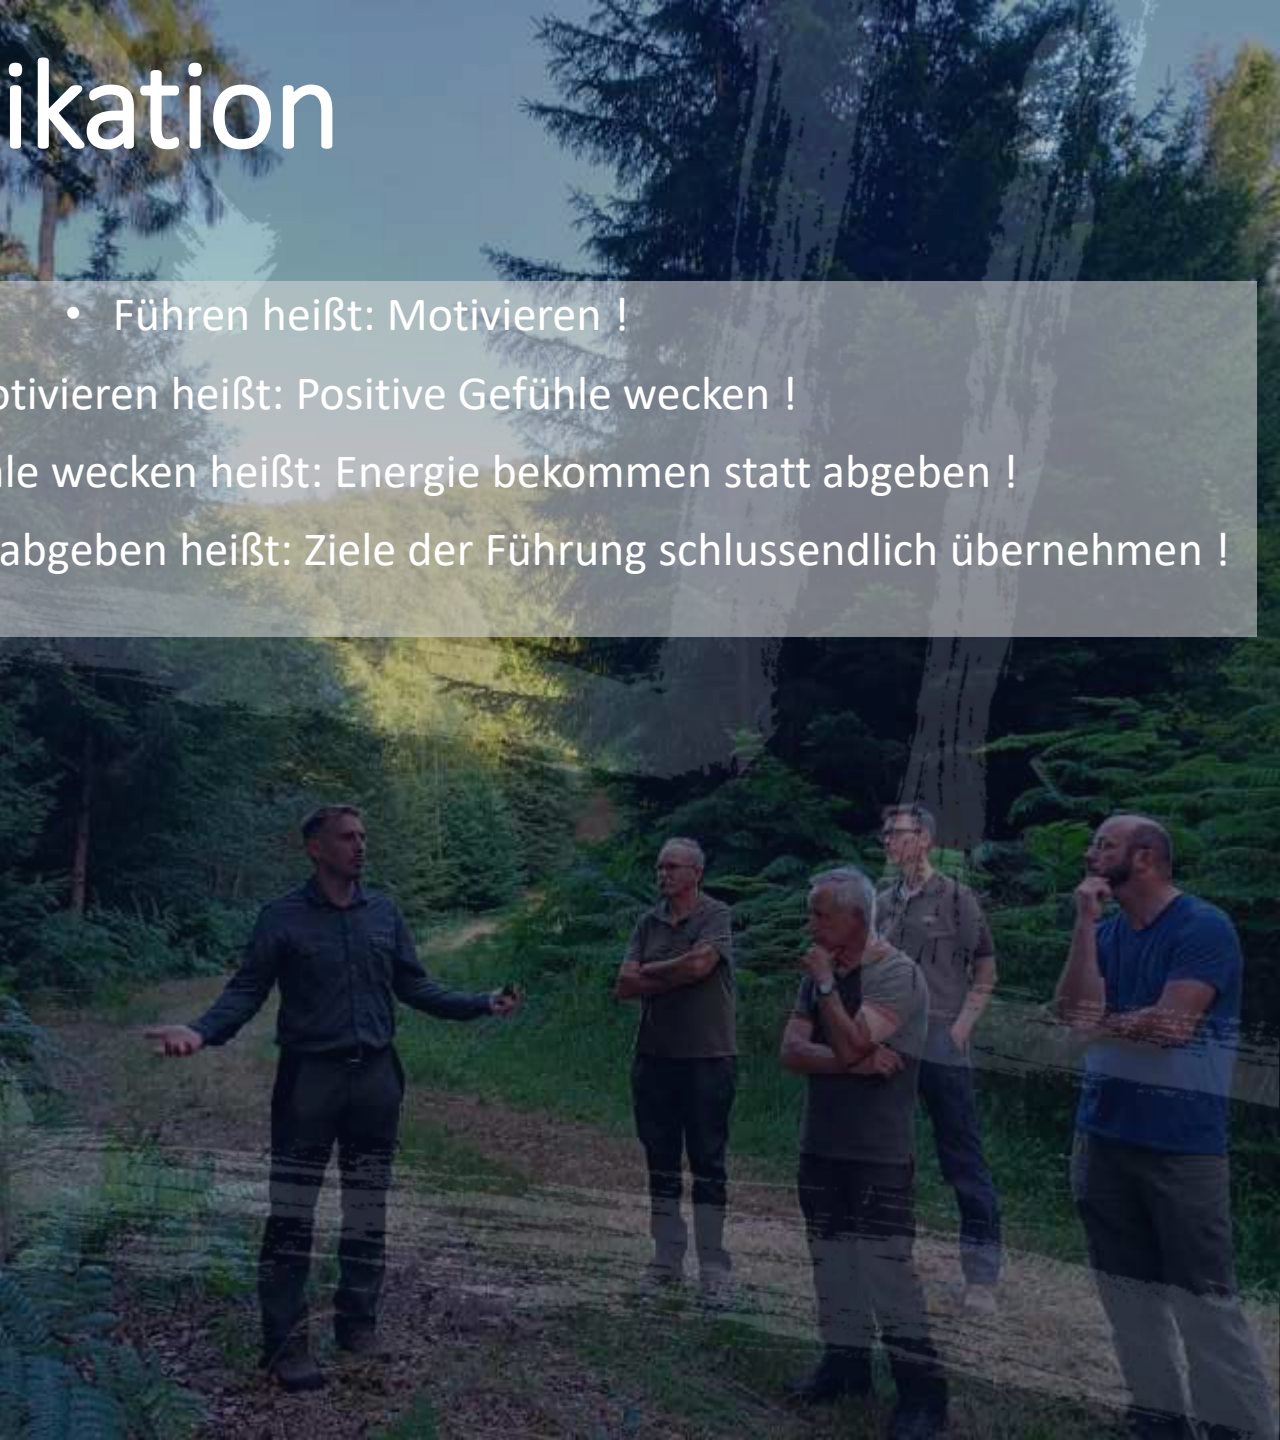 ikation
• Führen heißt: Motivieren !
otivieren heißt: Positive Gefühle wecken !
le wecken heißt: Energie bekommen statt abgeben !
abgeben heißt: Ziele der Führung schlussendlich übernehmen !